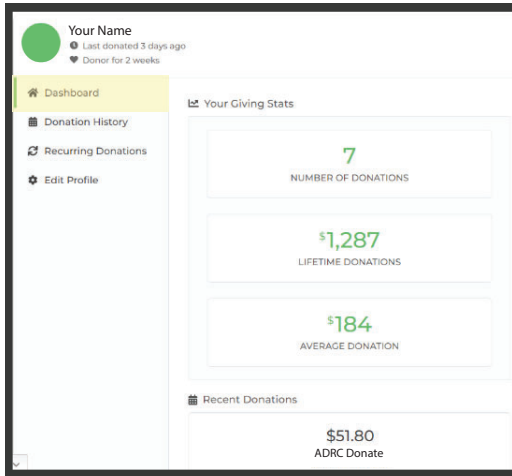 Your Name
Last donated 3 days ago
Donor for 2 weeks
Dashboard
Donation History
Recurring Donations
Edit Profile
Your Giving Stats
7
NUMBER OF DONATIONS
$1,287
LIFETIME DONATIONS
$184
AVERAGE DONATION
Recent Donations
$51.80
ADRC Donate